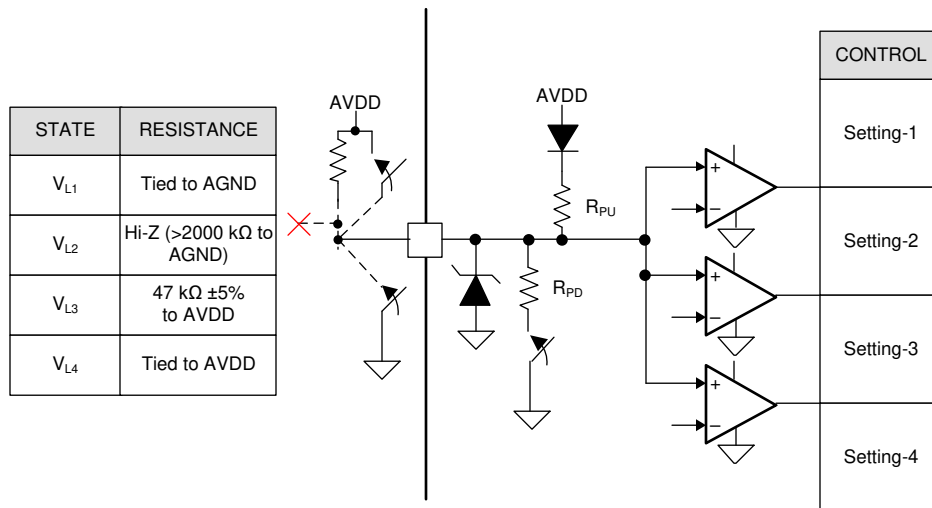 CONTROL
AVDD
AVDD
STATE RESISTANCE
Setting-1
VL1 Tied to AGND
RPU
VL2 Hi-Z (>2000 kΩ to
AGND)
Setting-2
VL3 47 kΩ ±5%
to AVDD
RPD
Setting-3
VL4 Tied to AVDD
Setting-4
+
−
+
−
+
−